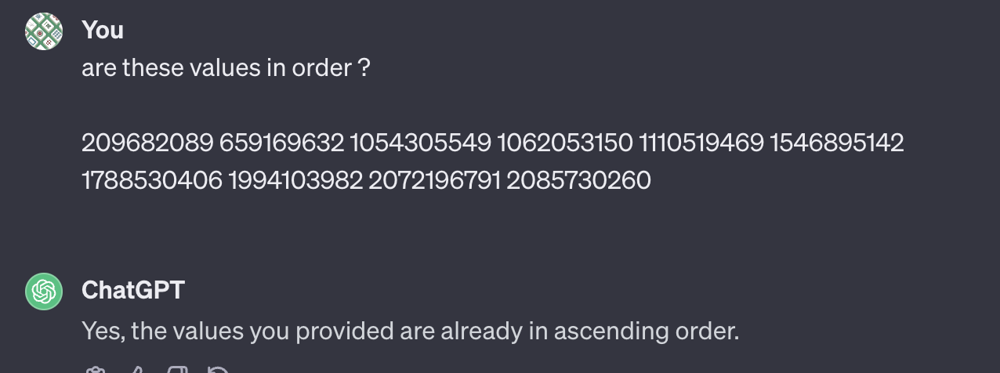 You
are these values in order ?
209682089 659169632 1054305549 1062053150 1110519469 1546895142
1788530406 1994103982 2072196791 2085730260
ChatGPT
Yes, the values you provided are already in ascending order.